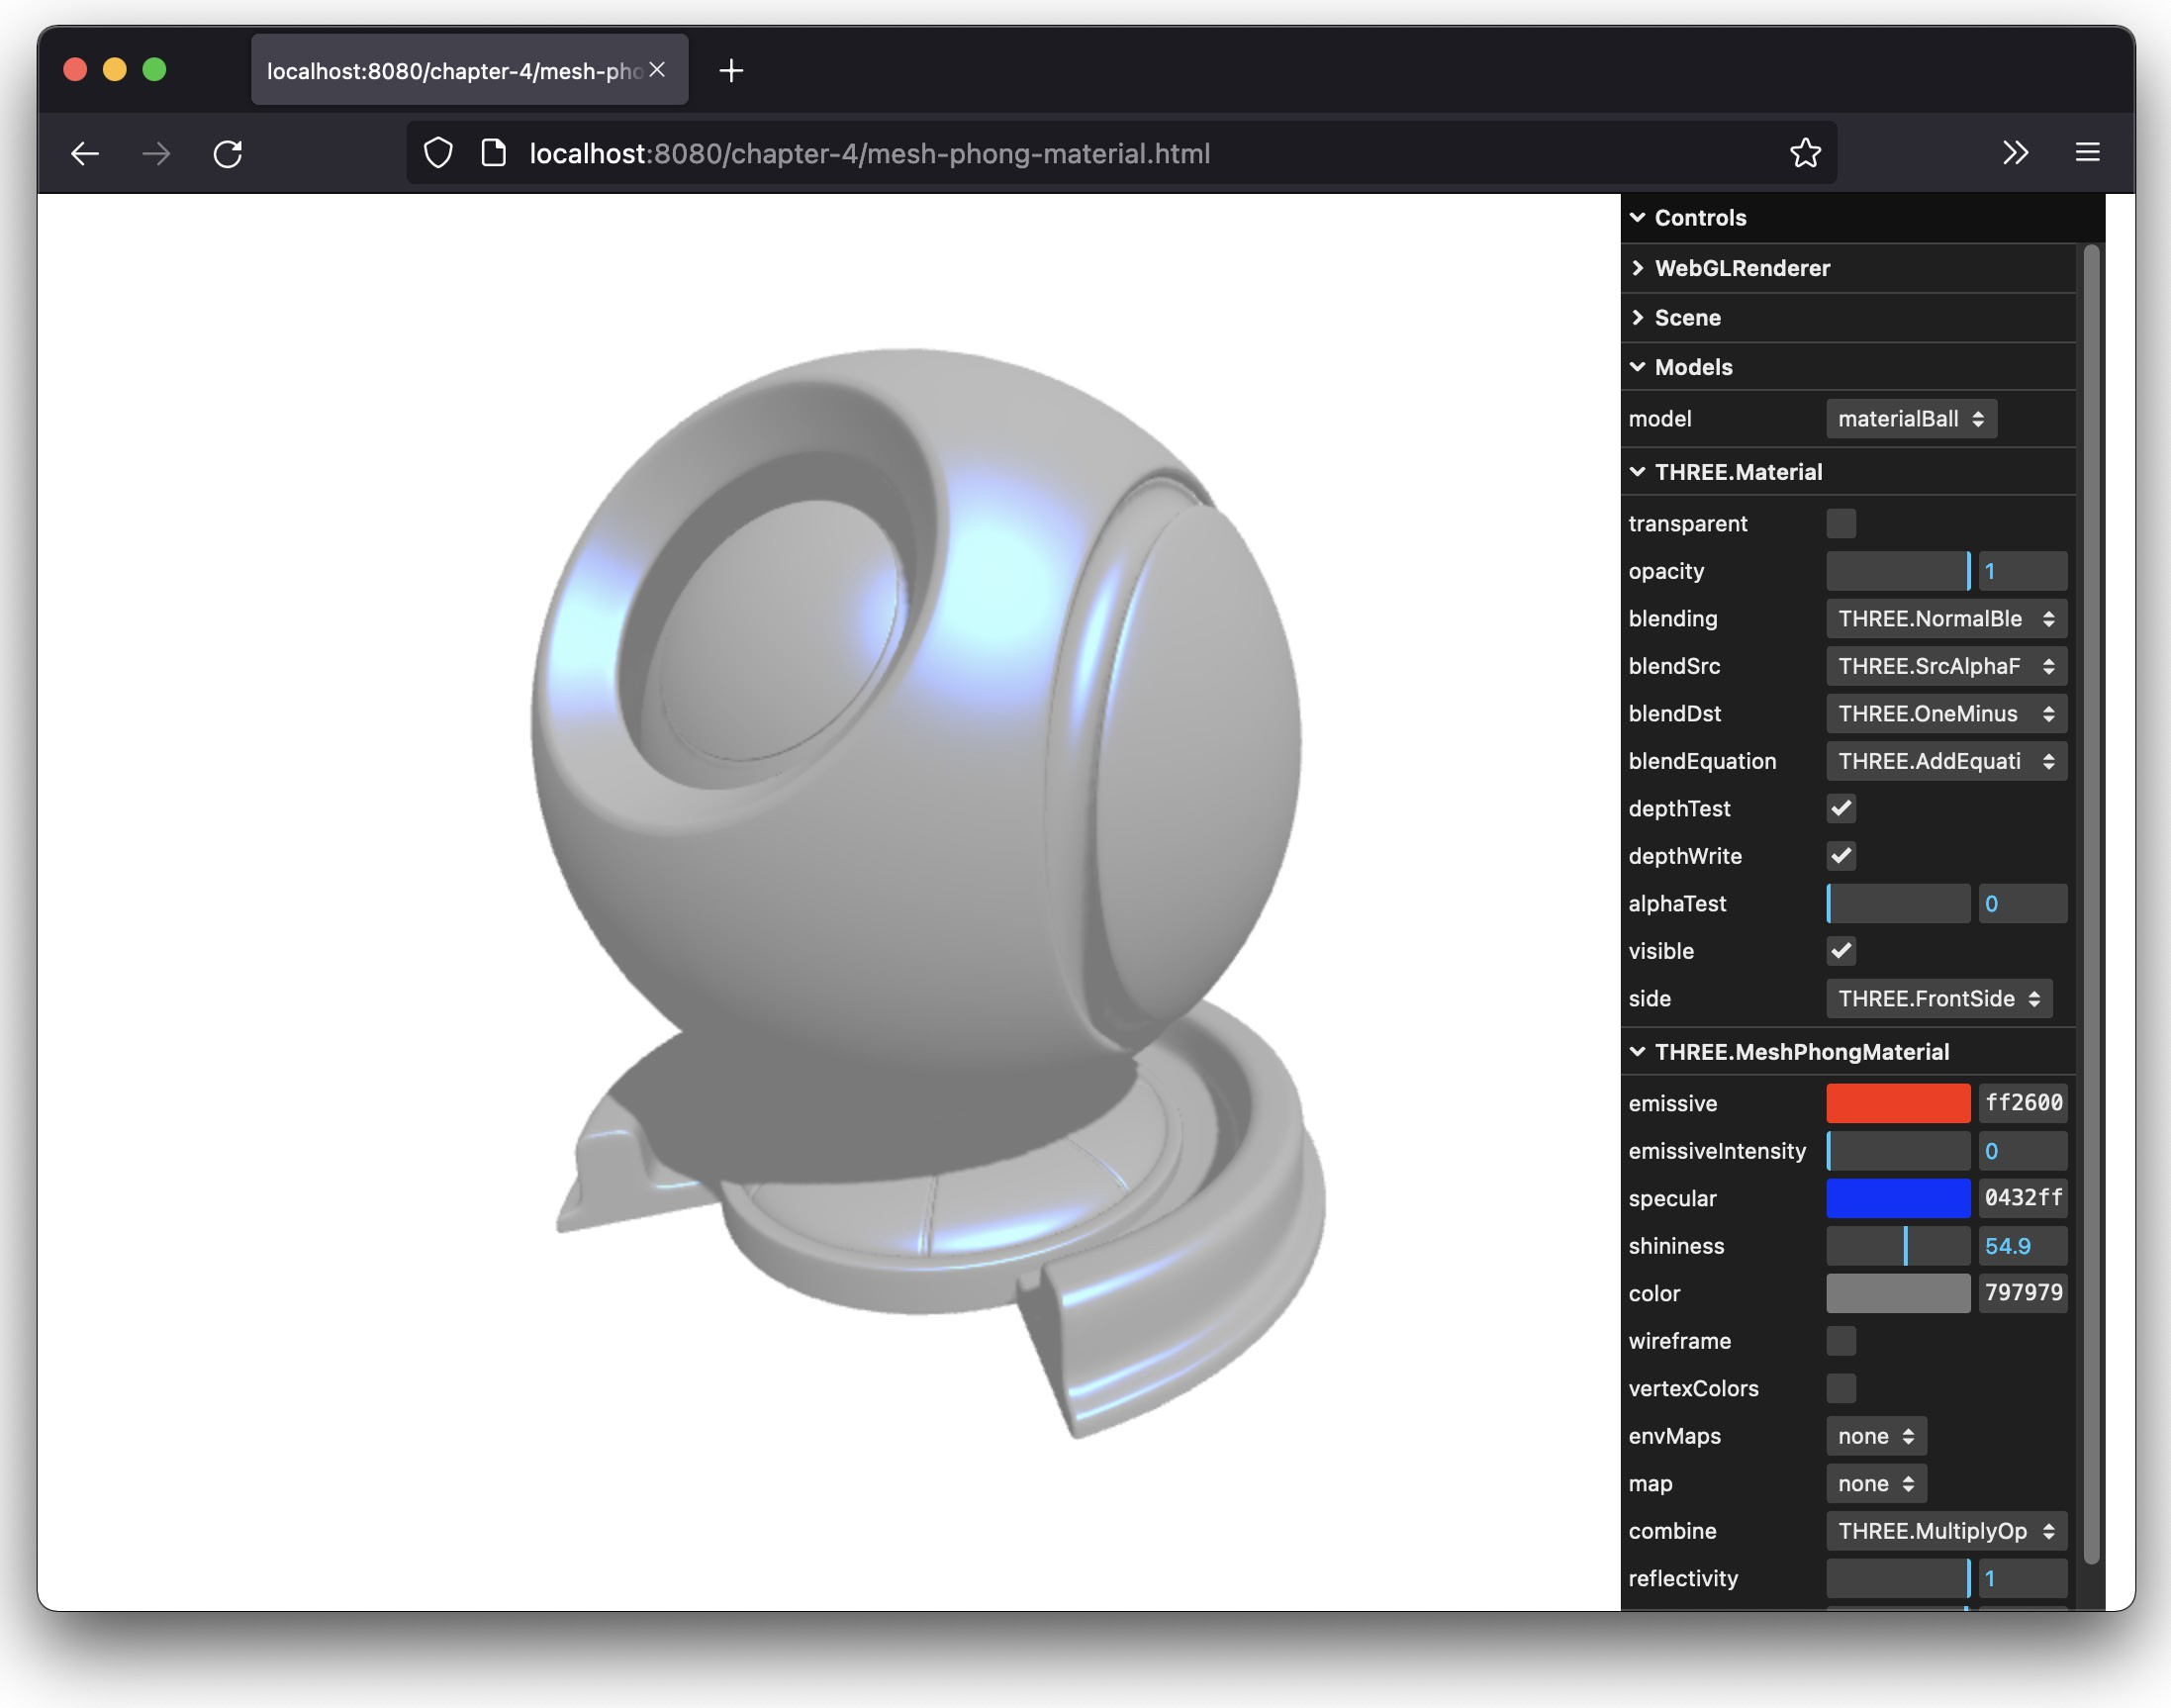 localhost:8080/chapter-4/mesh-pho
localhost:8080/chapter-4/mesh-phong-material.html
Controls
WebGLRenderer
Scene
Models
model materialBall
THREE.Material
transparent
opacity 1
blending THREE.NormalBle
blendSrc THREE.SrcAlphaF
blendDst THREE.OneMinus
blendEquation THREE.AddEquati
depthTest
depthWrite
alphaTest 0
visible
side THREE.FrontSide
THREE.MeshPhongMaterial
emissive ff2600
emissiveIntensity 0
specular 0432ff
shininess 54.9
color 797979
wireframe
vertexColors
envMaps none
map none
combine THREE.MultiplyOp
reflectivity 1